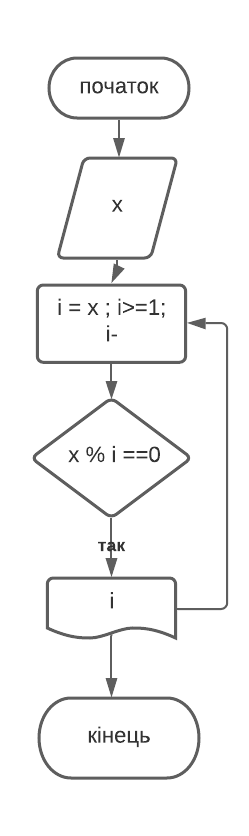 початок
x
i = x ; i>=1;
i-
x % i ==0
так
i
кінець